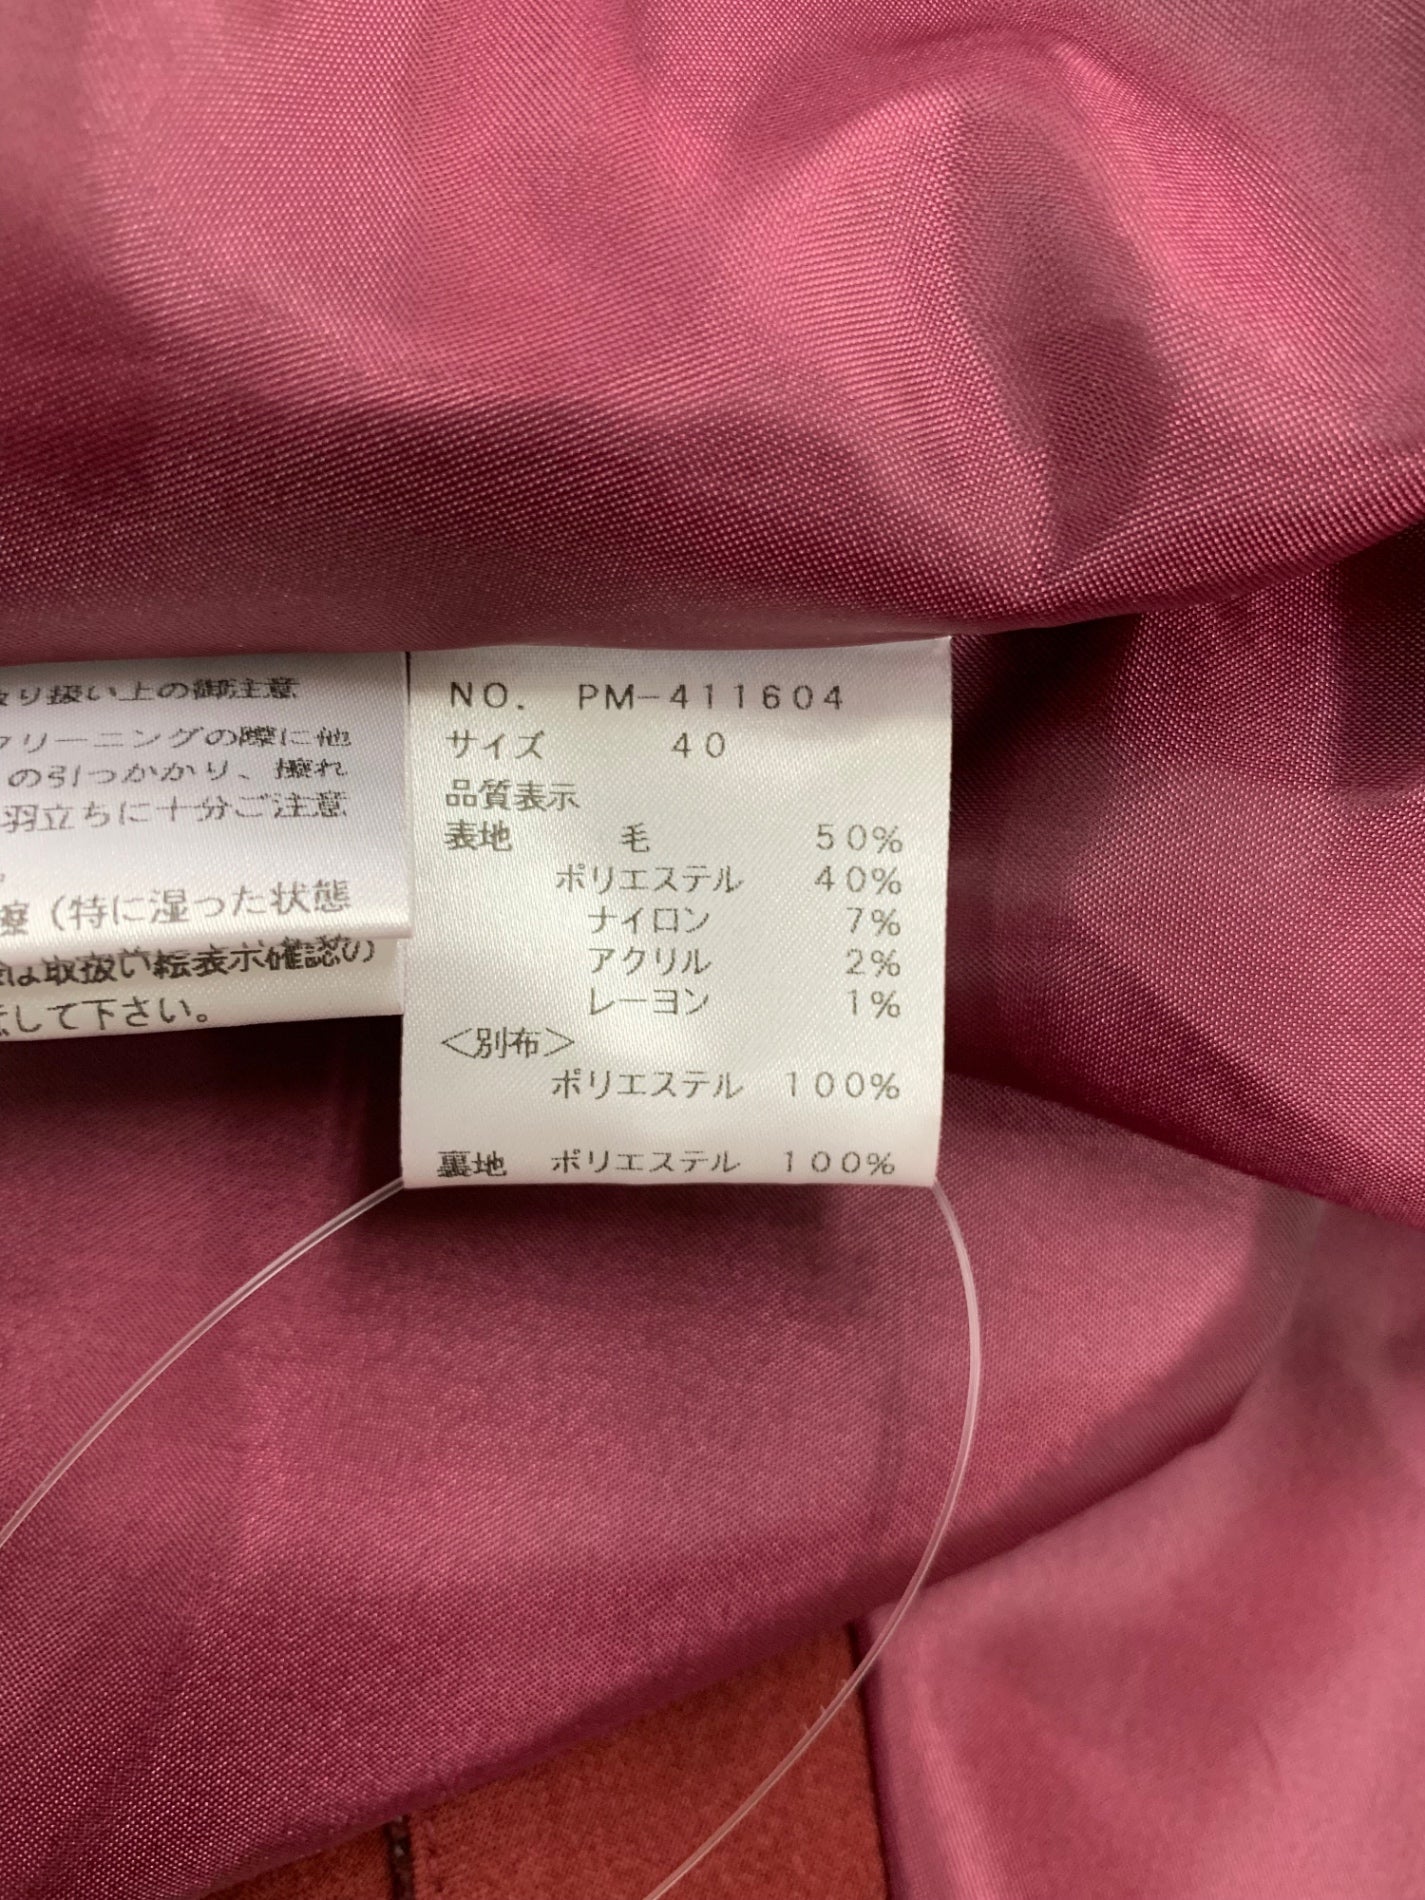 り扱い上の御注意
リーニングの際に他
の引っかかり、擦れ
羽立ちに十分ご注意
擦（特に湿った状態
は取扱い絵表示確認の
して下さい。
NO. PM-411604
サイズ 40
品質表示
表地 毛 50%
ポリエステル 40%
ナイロン 7%
アクリル 2%
レーヨン 1%
＜別布＞
ポリエステル 100%
裏地 ポリエステル 100%